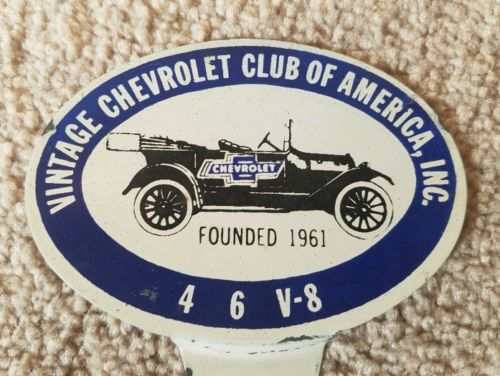 VINTAGE CHEVROLET CLUB OF AMERICA, INC.
CHEVROLET
FOUNDED 1961
4 6 V-8